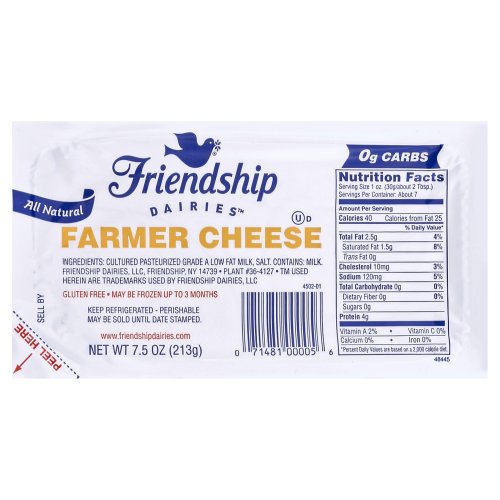 Friendship
DAIRIES™
All Natural
FARMER CHEESE
U D
INGREDIENTS: CULTURED PASTEURIZED GRADE A LOW FAT MILK, SALT. CONTAINS: MILK.
FRIENDSHIP DAIRIES, LLC, FRIENDSHIP, NY 14739 • PLANT #36-4127 • TM USED
HEREIN ARE TRADEMARKS USED BY FRIENDSHIP DAIRIES, LLC
4502-01
GLUTEN FREE • MAY BE FROZEN UP TO 3 MONTHS
KEEP REFRIGERATED - PERISHABLE
MAY BE SOLD UNTIL DATE STAMPED.
www.friendshipdairies.com
NET WT 7.5 OZ (213g)
SELL BY
PEEL HERE
0 71481 00005 6
0g CARBS
Nutrition Facts
Serving Size 1 oz. (30g/about 2 Tbsp.)
Servings Per Container: About 7
Amount Per Serving
Calories 40 Calories from Fat 25
% Daily Value*
Total Fat 2.5g 4%
Saturated Fat 1.5g 8%
Trans Fat 0g
Cholesterol 10mg 3%
Sodium 120mg 5%
Total Carbohydrate 0g 0%
Dietary Fiber 0g 0%
Sugars 0g
Protein 4g
Vitamin A 2% • Vitamin C 0%
Calcium 0% • Iron 0%
*Percent Daily Values are based on a 2,000 calorie diet
48445